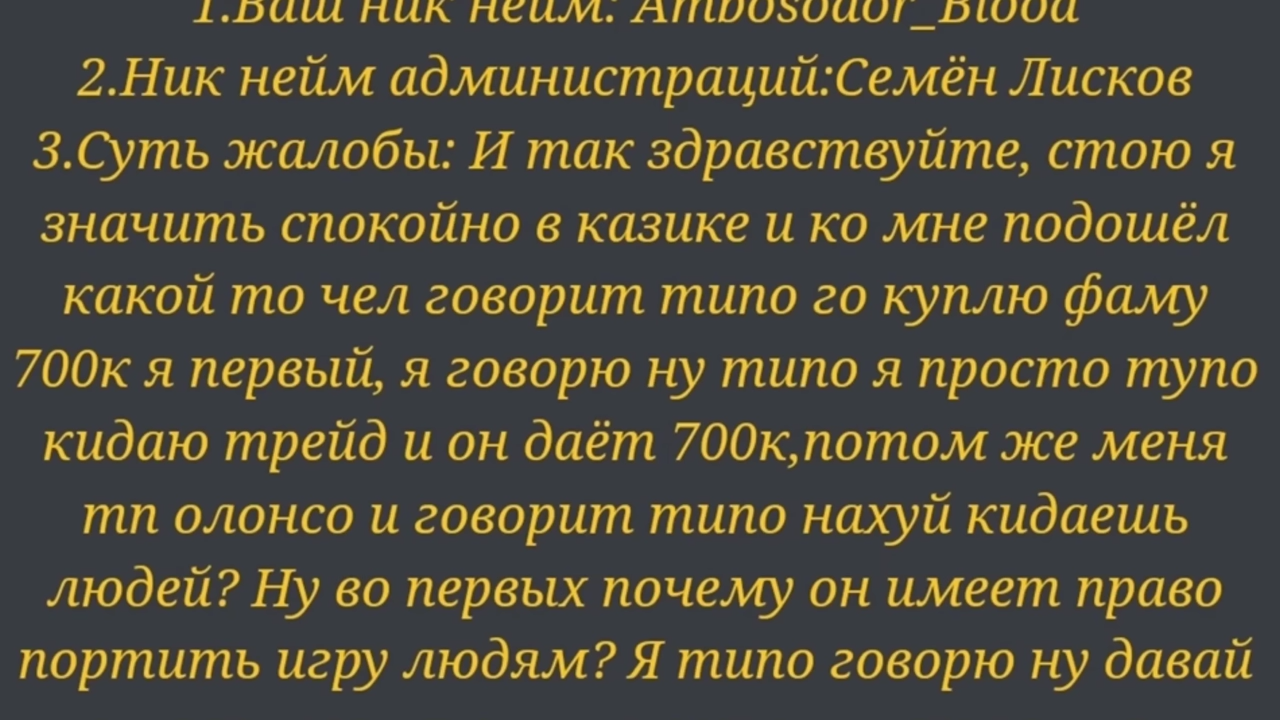 1.Ваш ник нейм: Ambosodor_Blood
2.Ник нейм администраций:Семён Лисков
3.Суть жалобы: И так здравствуйте, стою я
значить спокойно в казике и ко мне подошёл
какой то чел говорит типо го куплю фаму
700к я первый, я говорю ну типо я просто тупо
кидаю трейд и он даёт 700к,потом же меня
тп олонсо и говорит типо нахуй кидаешь
людей? Ну во первых почему он имеет право
портить игру людям? Я типо говорю ну давай